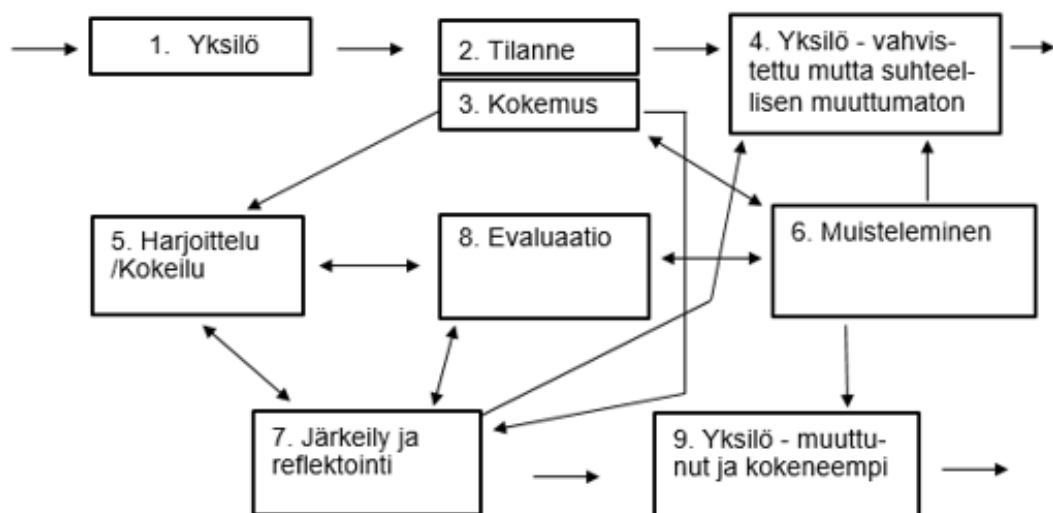 1. Yksilö
2. Tilanne
3. Kokemus
4. Yksilö - vahvis-
tettu mutta suhteel-
lisen muuttumaton
5. Harjoittelu
/Kokeilu
8. Evaluaatio
6. Muisteleminen
7. Järkeily ja
reflektointi
9. Yksilö - muuttu-
nut ja kokeneempi